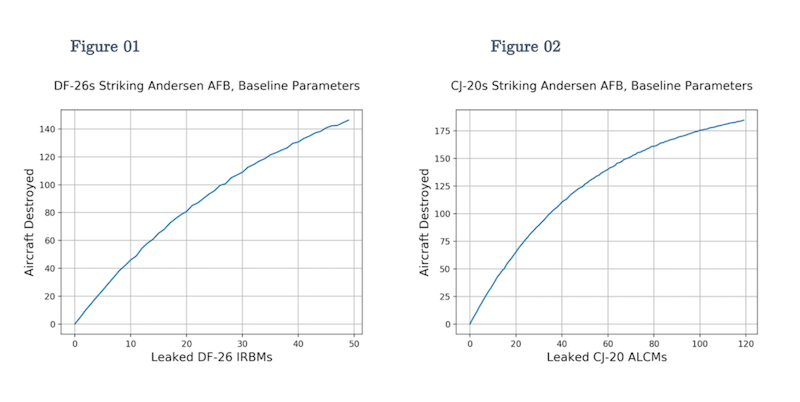 Figure 01
DF-26s Striking Andersen AFB, Baseline Parameters
Aircraft Destroyed
140
120
100
80
60
40
20
0
0 10 20 30 40 50
Leaked DF-26 IRBMs
Figure 02
CJ-20s Striking Andersen AFB, Baseline Parameters
Aircraft Destroyed
175
150
125
100
75
50
25
0
0 20 40 60 80 100 120
Leaked CJ-20 ALCMs